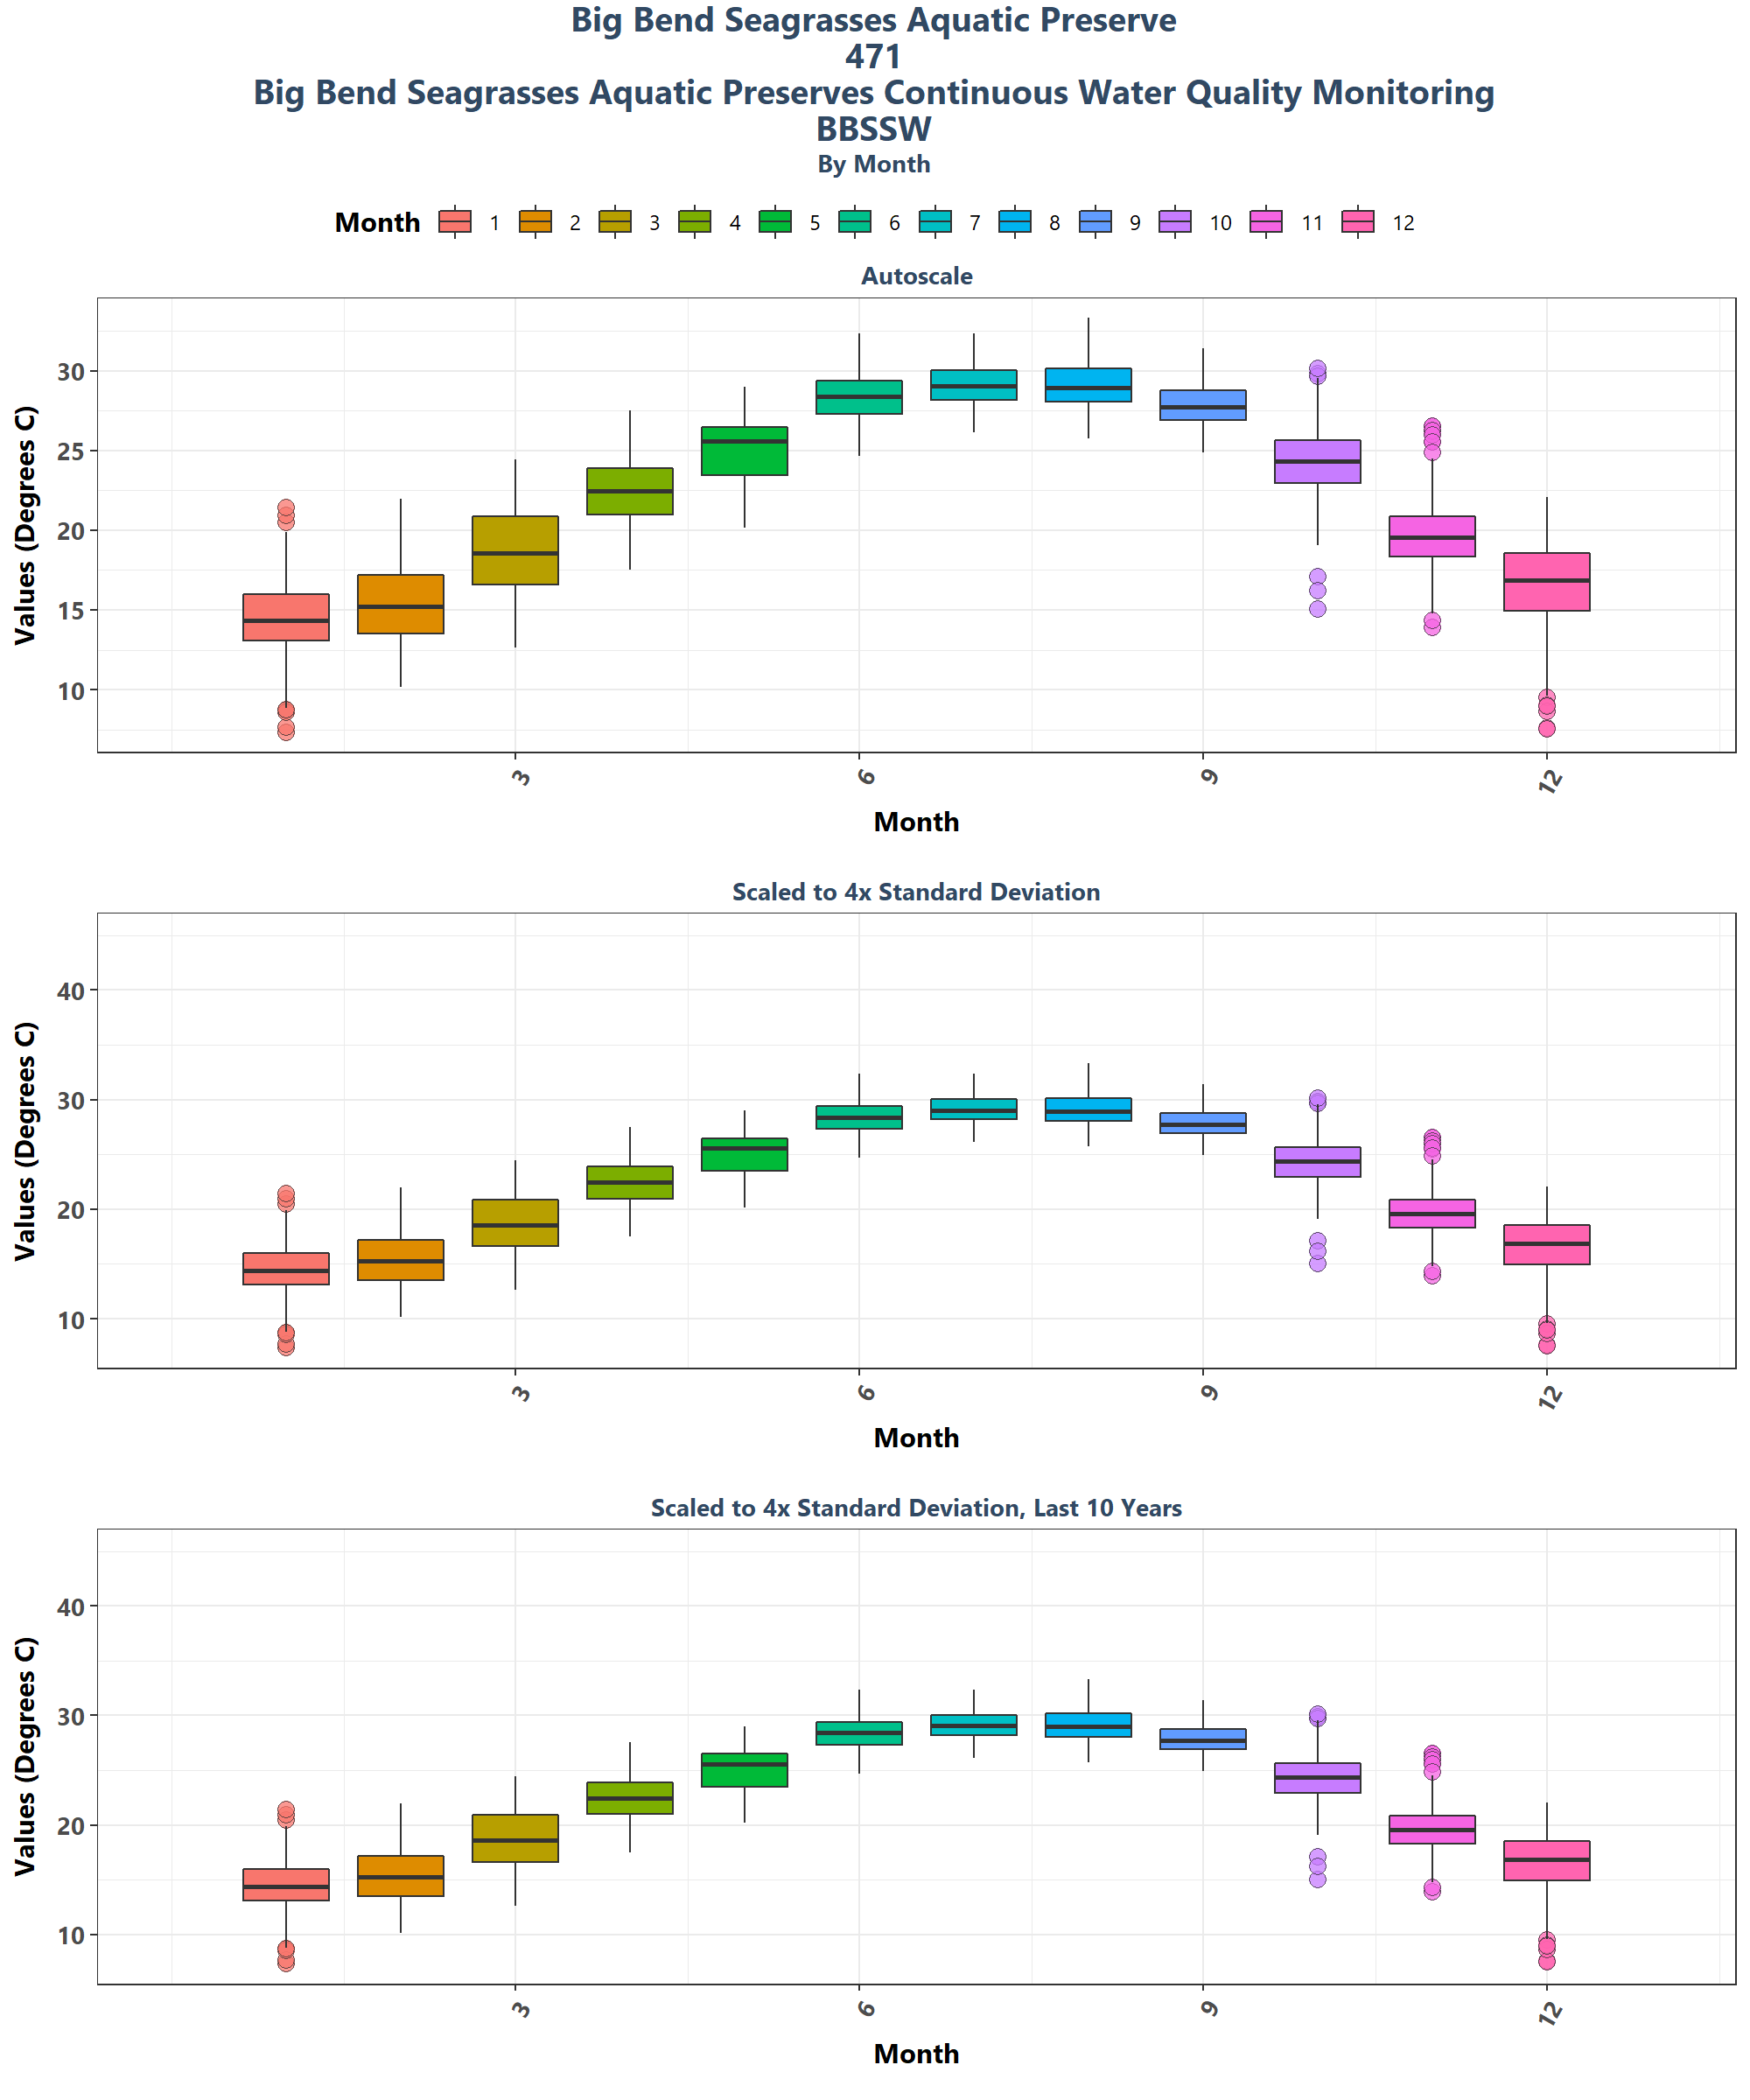 Big Bend Seagrasses Aquatic Preserve
471
Big Bend Seagrasses Aquatic Preserves Continuous Water Quality Monitoring
BBSSW
By Month
Month 1 2 3 4 5 6 7 8 9 10 11 12
Autoscale
Values (Degrees C)
30
25
20
15
10
3 6 9 12
Month
Scaled to 4x Standard Deviation
Values (Degrees C)
40
30
20
10
3 6 9 12
Month
Scaled to 4x Standard Deviation, Last 10 Years
Values (Degrees C)
40
30
20
10
3 6 9 12
Month